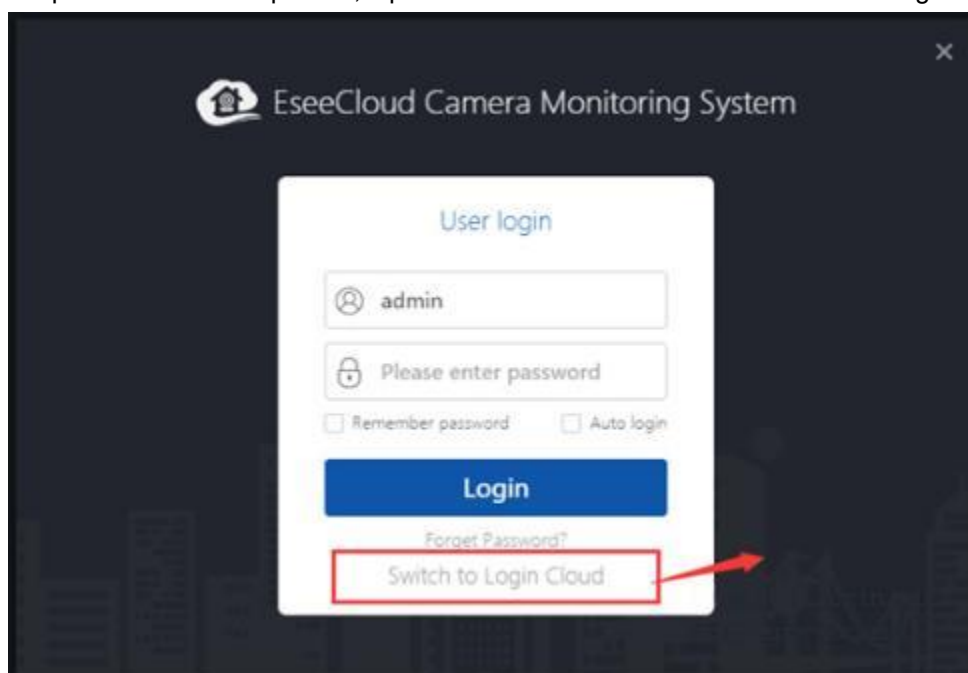 EseeCloud Camera Monitoring System
User login
admin
Please enter password
Remember password Auto login
Login
Forget Password?
Switch to Login Cloud